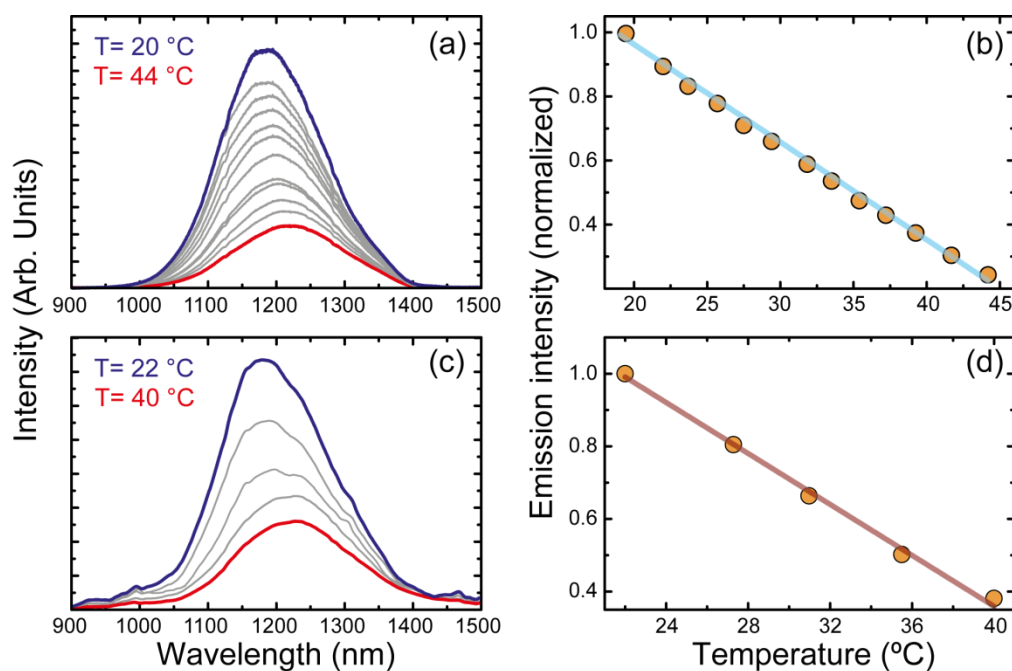 Intensity (Arb. Units)
T= 20 °C
T= 44 °C
(a)
900 1000 1100 1200 1300 1400 1500
T= 22 °C
T= 40 °C
(c)
900 1000 1100 1200 1300 1400 1500
Wavelength (nm)
Emission intensity (normalized)
(b)
1.0
0.8
0.6
0.4
20 25 30 35 40 45
(d)
1.0
0.8
0.6
0.4
24 28 32 36 40
Temperature (ºC)